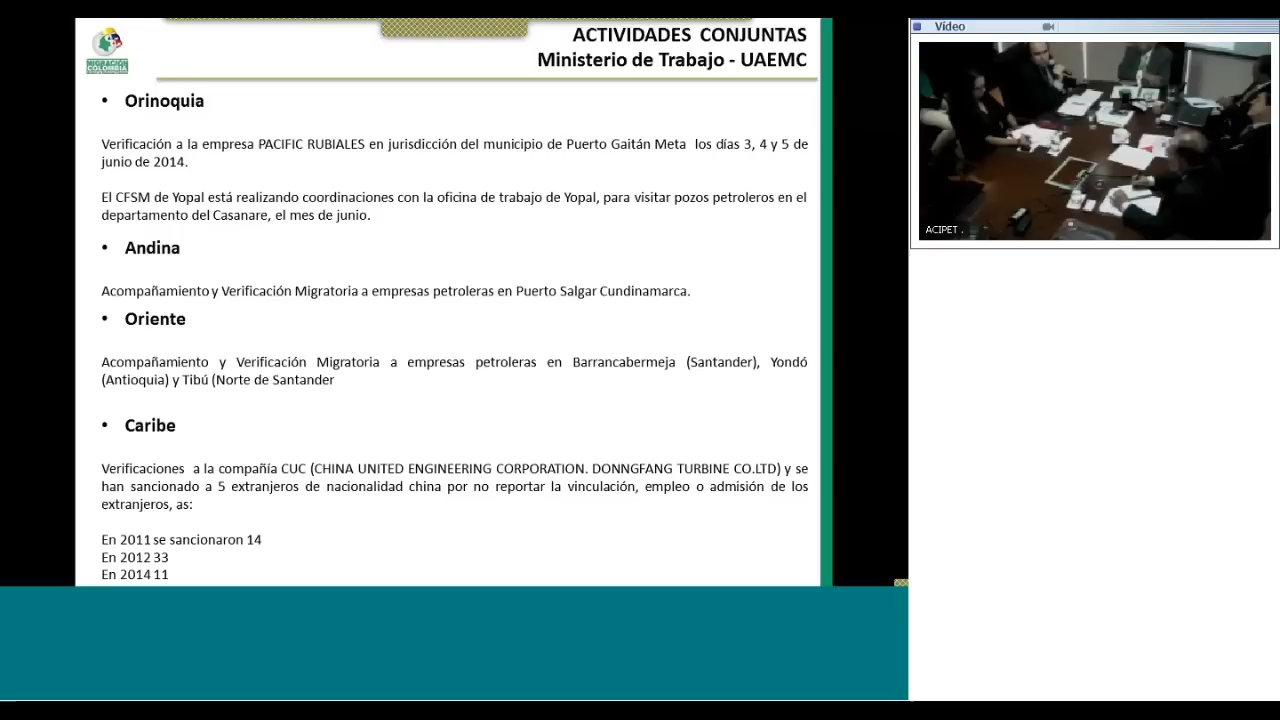 ACTIVIDADES CONJUNTAS
Ministerio de Trabajo - UAEMC
MIGRACIÓN
COLOMBIA
• Orinoquia
Verificación a la empresa PACIFIC RUBIALES en jurisdicción del municipio de Puerto Gaitán Meta los días 3, 4 y 5 de
junio de 2014.
El CFSM de Yopal está realizando coordinaciones con la oficina de trabajo de Yopal, para visitar pozos petroleros en el
departamento del Casanare, el mes de junio.
• Andina
Acompañamiento y Verificación Migratoria a empresas petroleras en Puerto Salgar Cundinamarca.
• Oriente
Acompañamiento y Verificación Migratoria a empresas petroleras en Barrancabermeja (Santander), Yondó
(Antioquia) y Tibú (Norte de Santander
• Caribe
Verificaciones a la compañía CUC (CHINA UNITED ENGINEERING CORPORATION. DONNGFANG TURBINE CO.LTD) y se
han sancionado a 5 extranjeros de nacionalidad china por no reportar la vinculación, empleo o admisión de los
extranjeros, as:
En 2011 se sancionaron 14
En 2012 33
En 2014 11
Vídeo
ACIPET .